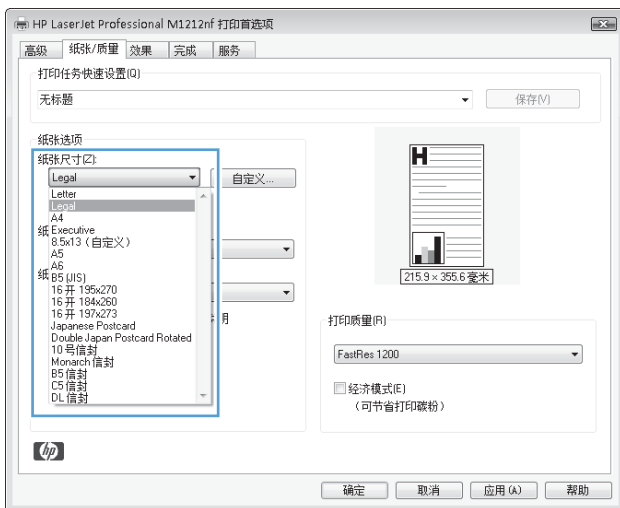 HP LaserJet Professional M1212nf 打印首选项
高级 纸张/质量 效果 完成 服务
打印任务快速设置(Q)
无标题
保存(V)
纸张选项
纸张尺寸(Z):
Legal
自定义...
Letter
Legal
A4
纸
Executive
8.5x13（自定义）
A5
A6
纸
B5 (JIS)
16 开 195x270
16 开 184x260
16 开 197x273
Japanese Postcard
Double Japan Postcard Rotated
10 号信封
Monarch 信封
B5 信封
C5 信封
DL 信封
H
215.9 × 355.6 毫米
打印质量(R)
FastRes 1200
经济模式(E)
（可节省打印碳粉）
hp
确定 取消 应用 (A) 帮助